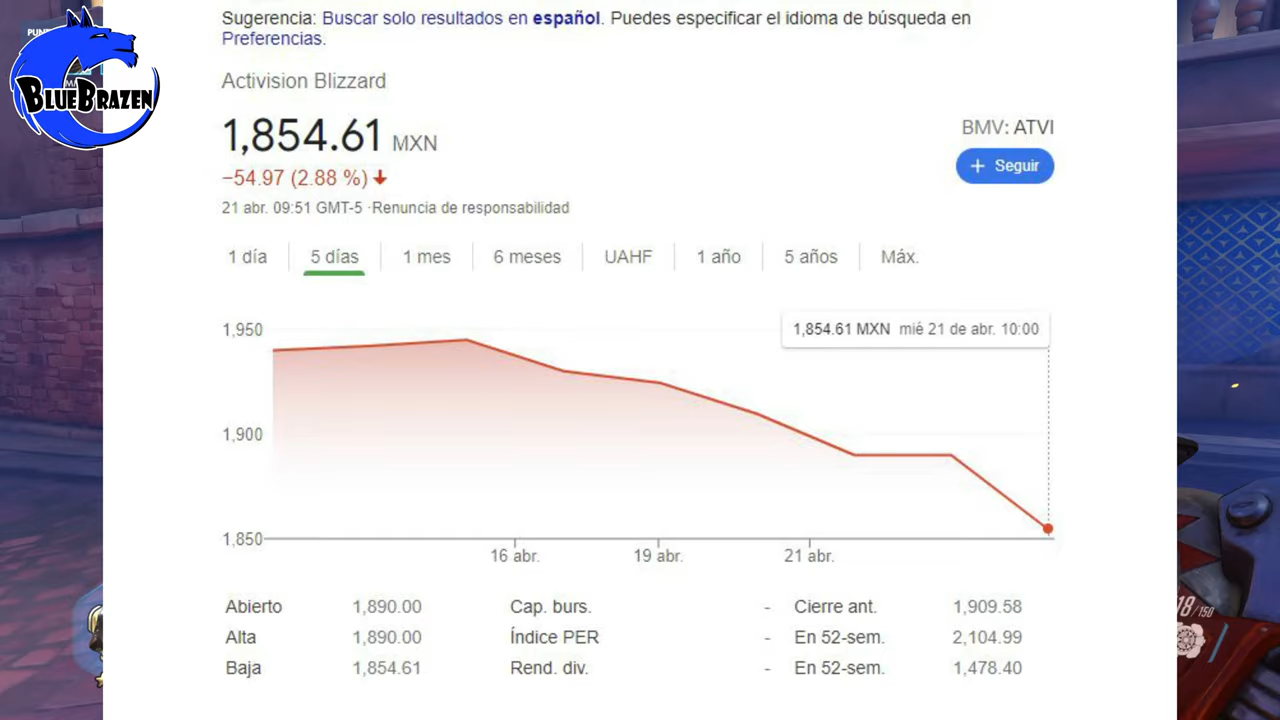 PUN
BLUEBRAZEN
Sugerencia: Buscar solo resultados en español. Puedes especificar el idioma de búsqueda en
Preferencias.
Activision Blizzard
1,854.61 MXN
BMV: ATVI
−54.97 (2.88 %)
+ Seguir
21 abr. 09:51 GMT-5 ·Renuncia de responsabilidad
1 día 5 días 1 mes 6 meses UAHF 1 año 5 años Máx.
1,854.61 MXN mié 21 de abr. 10:00
1,950
1,900
1,850
16 abr. 19 abr. 21 abr.
Abierto 1,890.00 Cap. burs. - Cierre ant. 1,909.58
Alta 1,890.00 Índice PER - En 52-sem. 2,104.99
Baja 1,854.61 Rend. div. - En 52-sem. 1,478.40
18/150